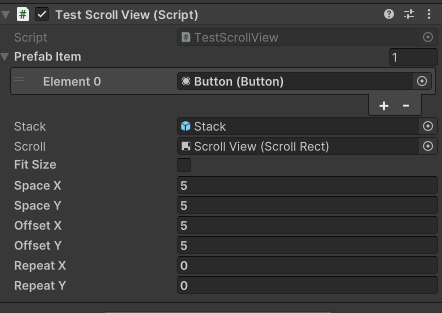 Test Scroll View (Script)
Script TestScrollView
Prefab Item 1
Element 0 Button (Button)
+ -
Stack Stack
Scroll Scroll View (Scroll Rect)
Fit Size
Space X 5
Space Y 5
Offset X 5
Offset Y 5
Repeat X 0
Repeat Y 0